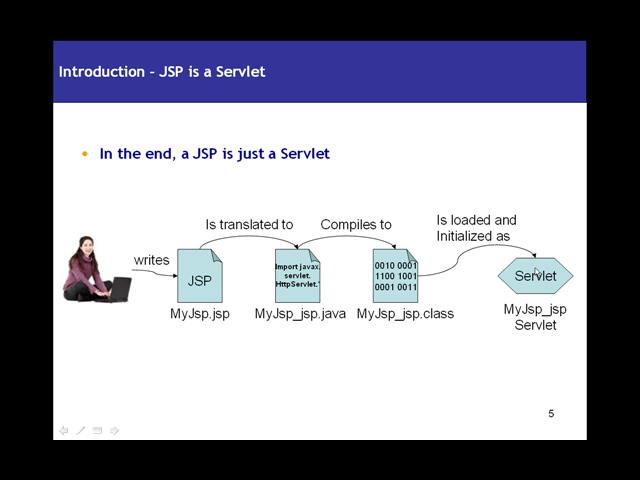 Introduction - JSP is a Servlet
• In the end, a JSP is just a Servlet
writes
Is translated to
Compiles to
Is loaded and
Initialized as
JSP
Import javax.
servlet.
HttpServlet.*
0010 0001
1100 1001
0001 0011
Servlet
MyJsp.jsp
MyJsp_jsp.java
MyJsp_jsp.class
MyJsp_jsp
Servlet
5